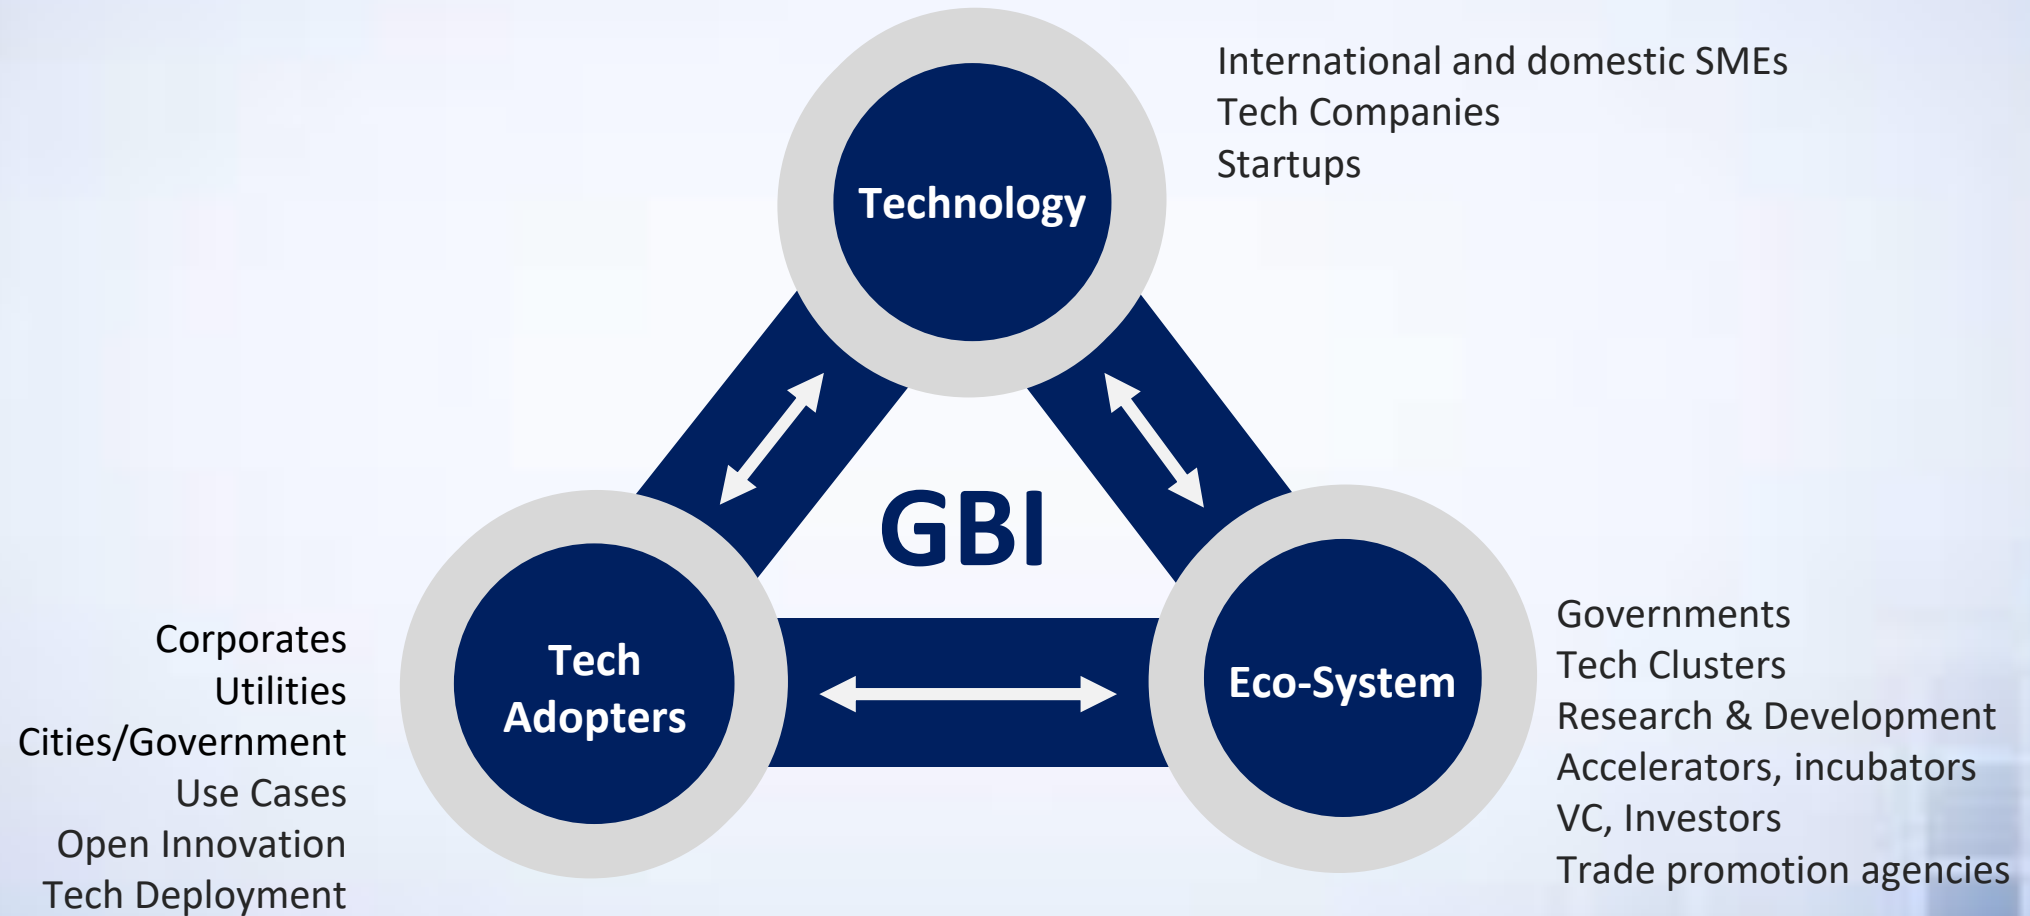 International and domestic SMEs
Tech Companies
Startups
Technology
GBI
Tech
Adopters
Corporates
Utilities
Cities/Government
Use Cases
Open Innovation
Tech Deployment
Eco-System
Governments
Tech Clusters
Research & Development
Accelerators, incubators
VC, Investors
Trade promotion agencies